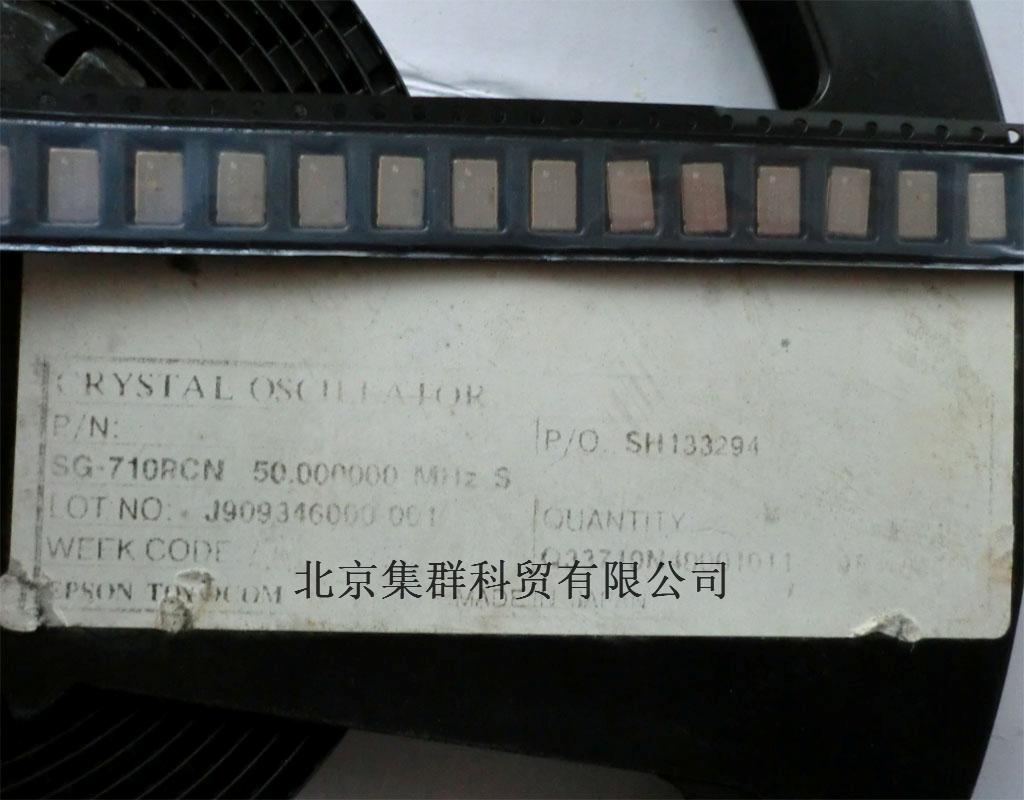 CRYSTAL OSCILLATOR
P/N:
P/O. SH133294
SG-710PCN 50.000000 MHz S
LOT NO: J909346000 001
QUANTITY
WEEK CODE
EPSON TOYOCOM
MADE IN JAPAN
北京集群科贸有限公司